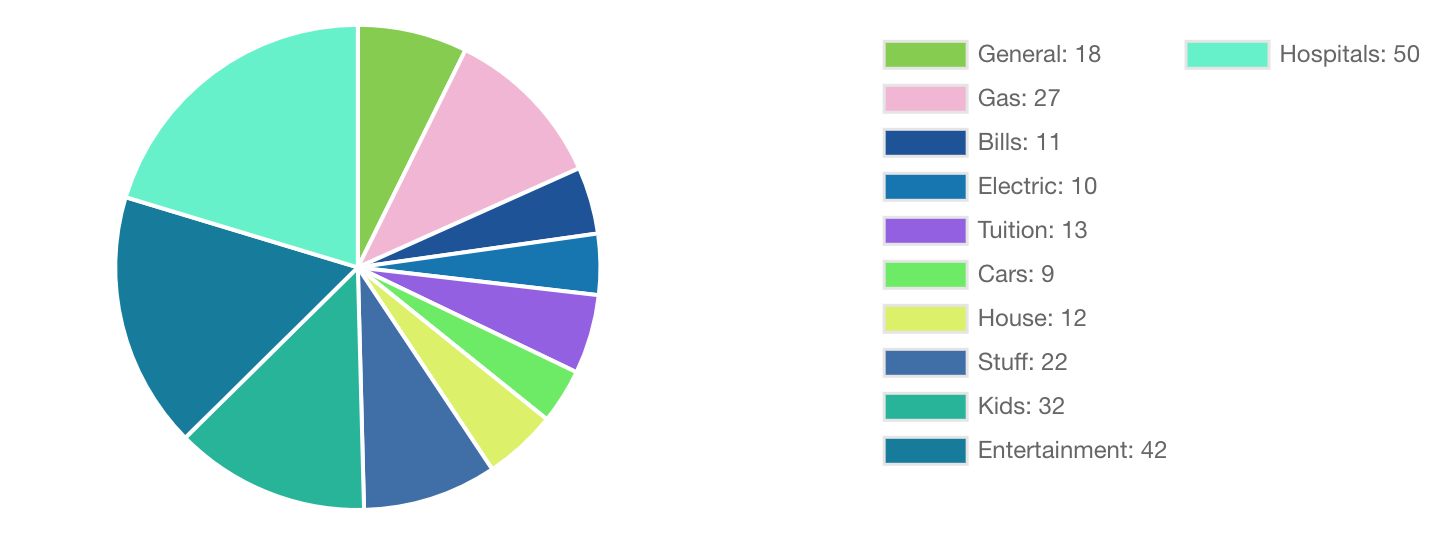 General: 18
Gas: 27
Bills: 11
Electric: 10
Tuition: 13
Cars: 9
House: 12
Stuff: 22
Kids: 32
Entertainment: 42
Hospitals: 50